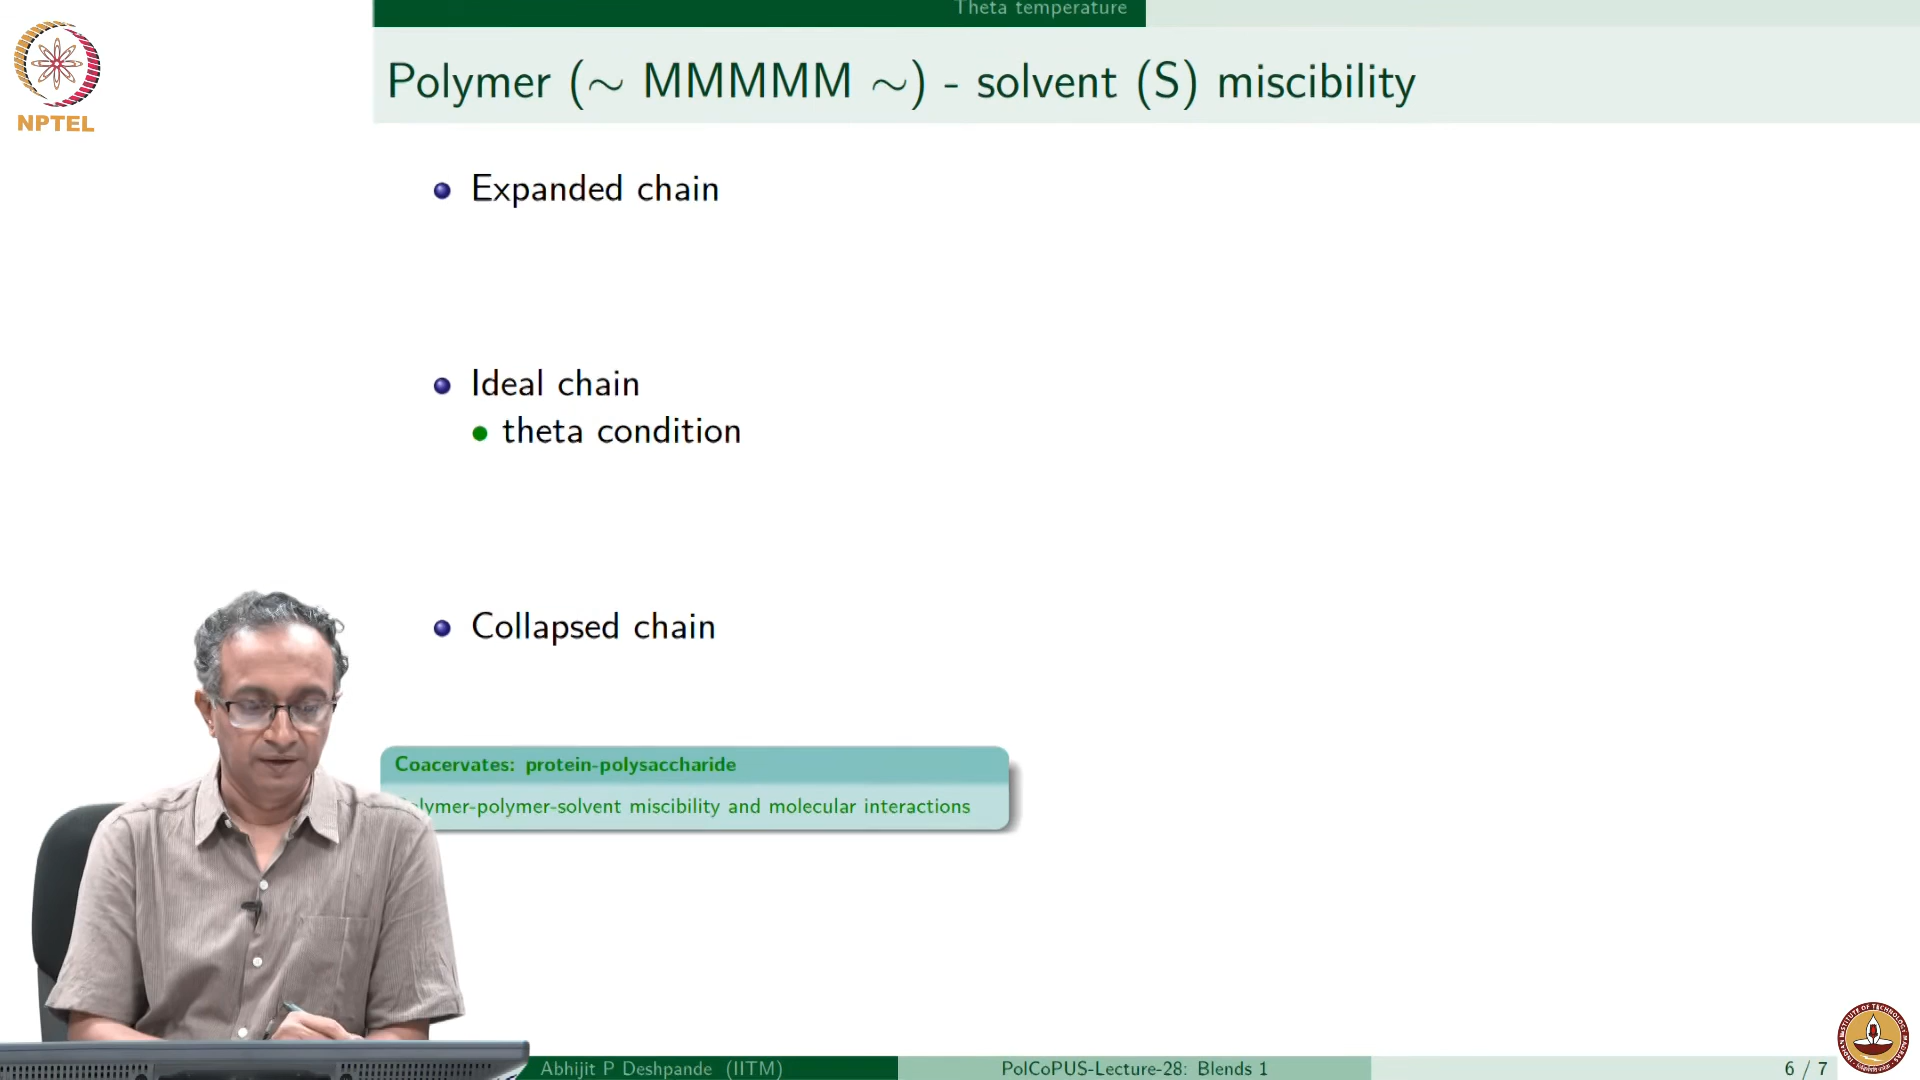 Theta temperature
Polymer (∼ MMMMM ∼) - solvent (S) miscibility
NPTEL
Expanded chain
Ideal chain
theta condition
Collapsed chain
Coacervates: protein-polysaccharide
-polymer-solvent miscibility and molecular interactions
Abhijit P Deshpande (IITM)
PolCoPUS-Lecture-28: Blends 1
6 / 7